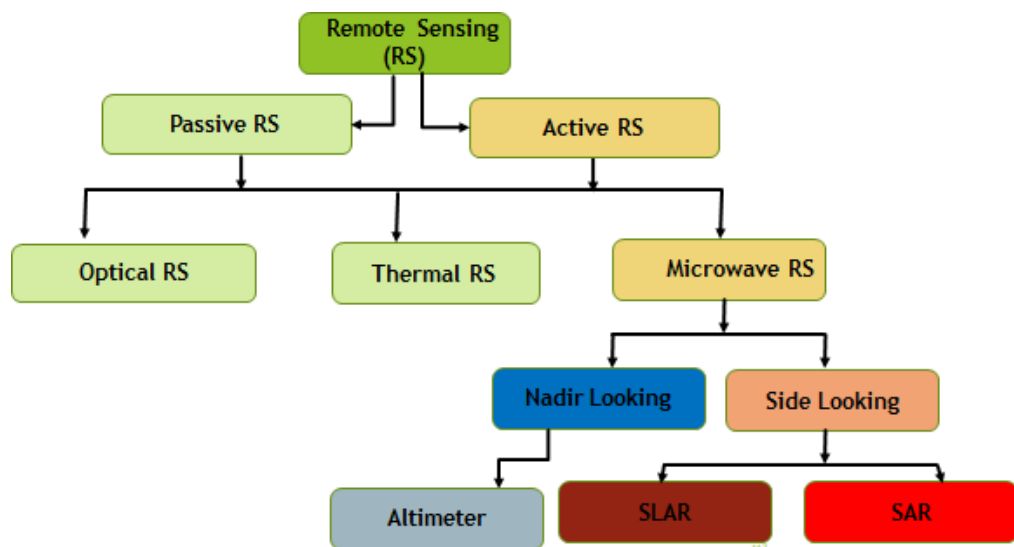 Remote Sensing
(RS)
Passive RS
Active RS
Optical RS
Thermal RS
Microwave RS
Nadir Looking
Side Looking
Altimeter
SLAR
SAR